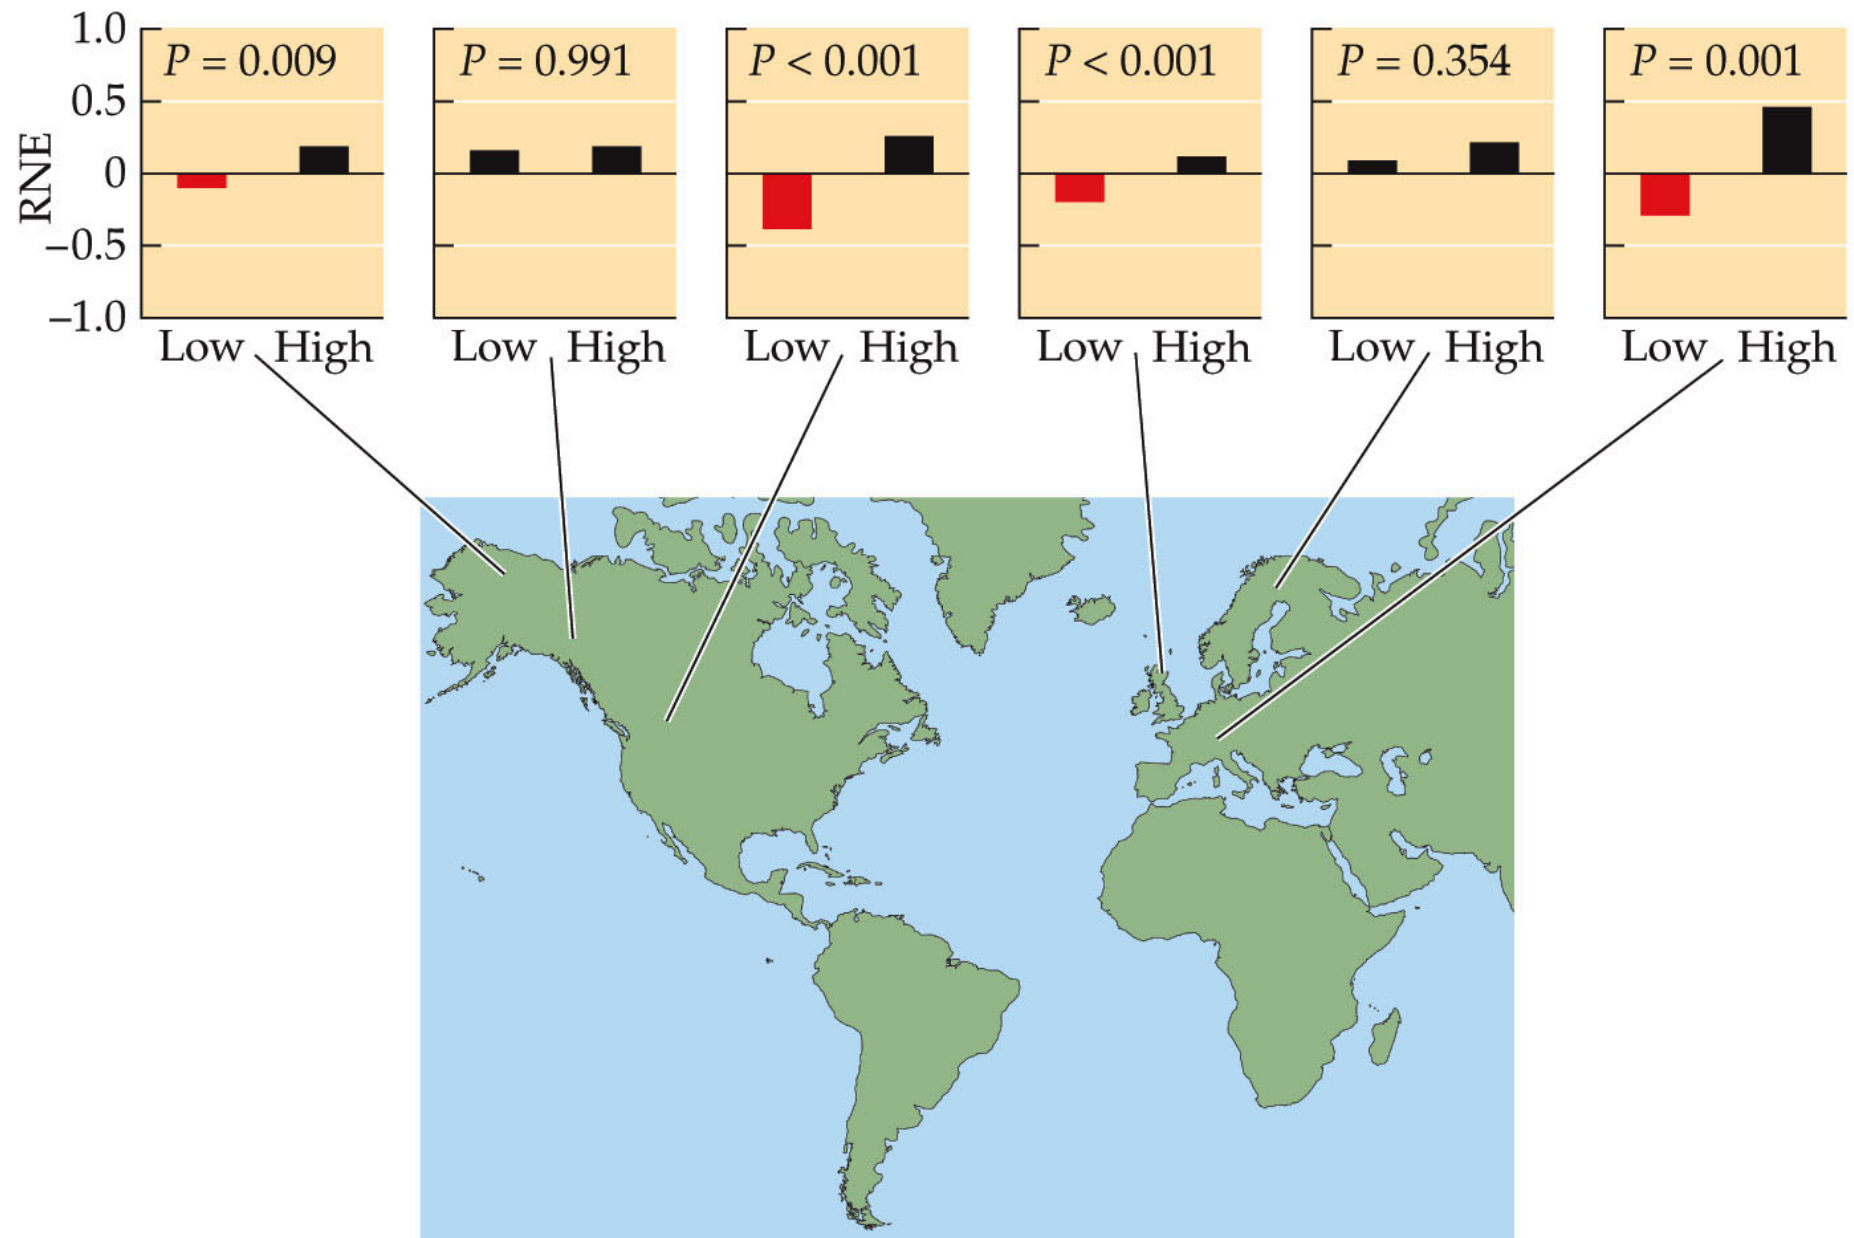 1.0
0.5
0
−0.5
−1.0
RNE
P = 0.009
P = 0.991
P < 0.001
P < 0.001
P = 0.354
P = 0.001
Low High
Low High
Low High
Low High
Low High
Low High